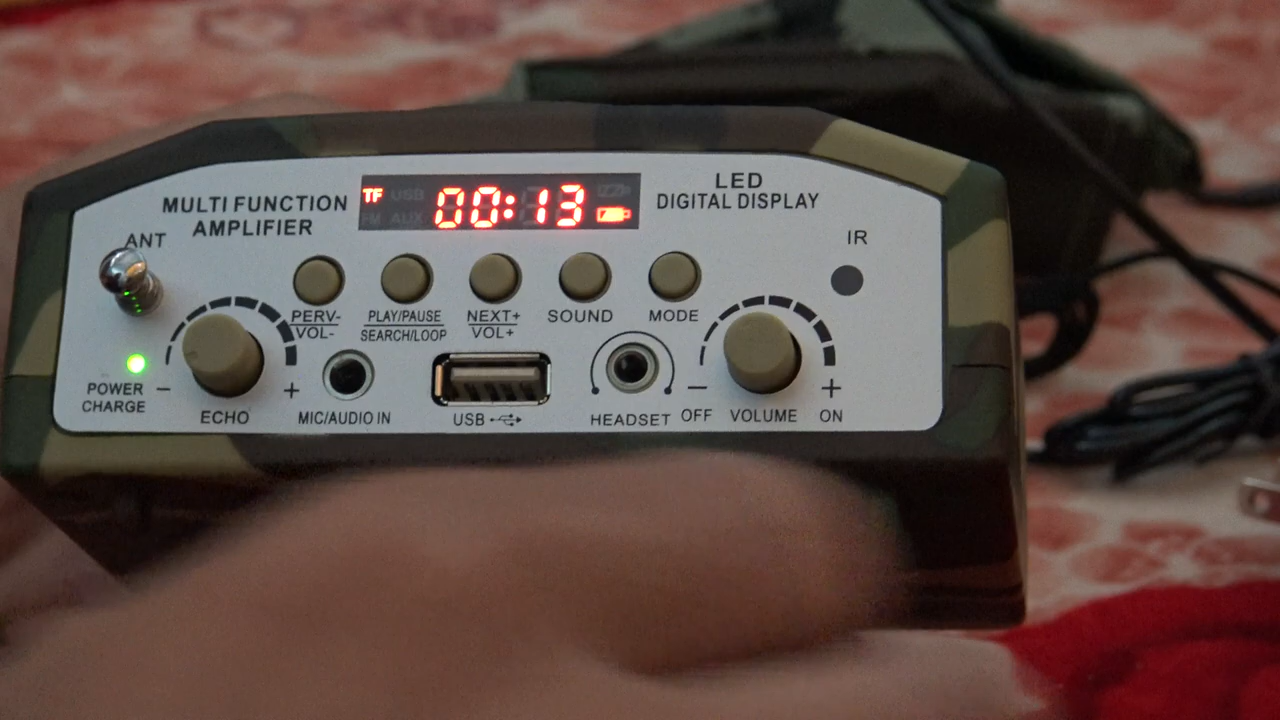 MULTI FUNCTION
AMPLIFIER
TF USB
FM AUX
00:13
LED
DIGITAL DISPLAY
ANT
IR
PERV-
VOL-
PLAY/PAUSE
SEARCH/LOOP
NEXT+
VOL+
SOUND
MODE
POWER
CHARGE
- +
ECHO
MIC/AUDIO IN
USB
HEADSET
- +
OFF VOLUME ON